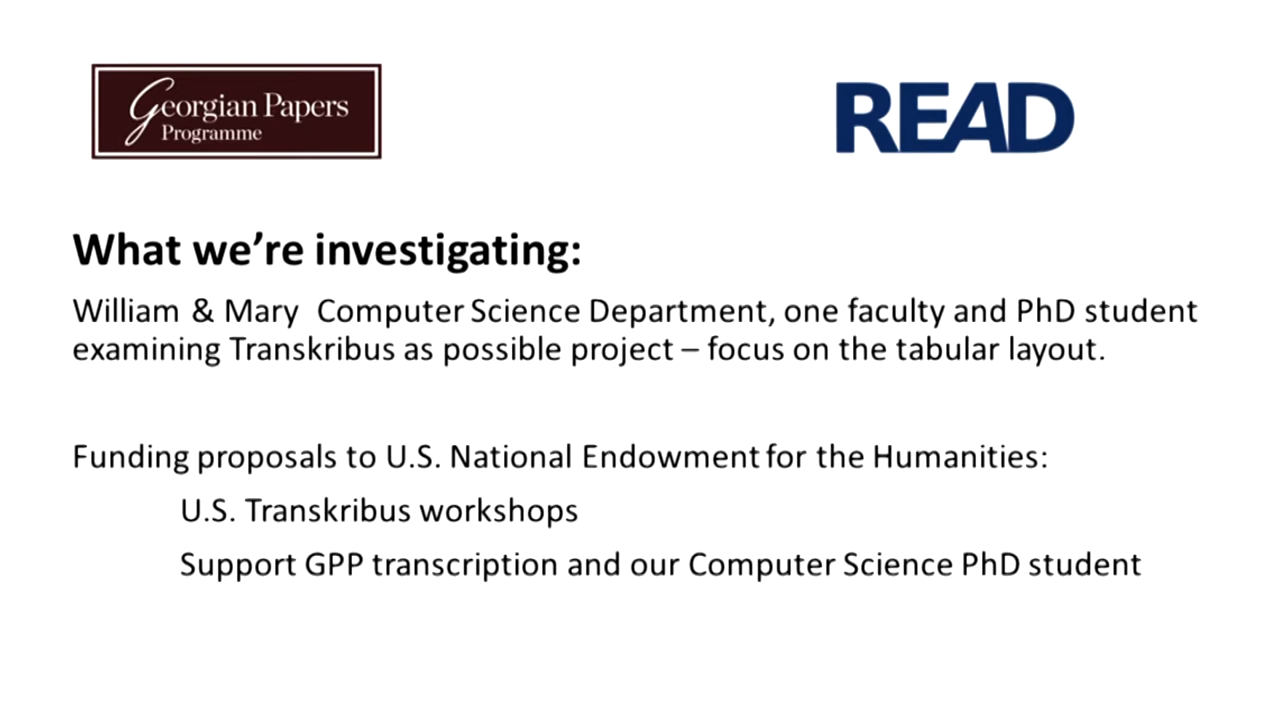 Georgian Papers
Programme
READ
What we’re investigating:
William & Mary Computer Science Department, one faculty and PhD student
examining Transkribus as possible project – focus on the tabular layout.
Funding proposals to U.S. National Endowment for the Humanities:
U.S. Transkribus workshops
Support GPP transcription and our Computer Science PhD student